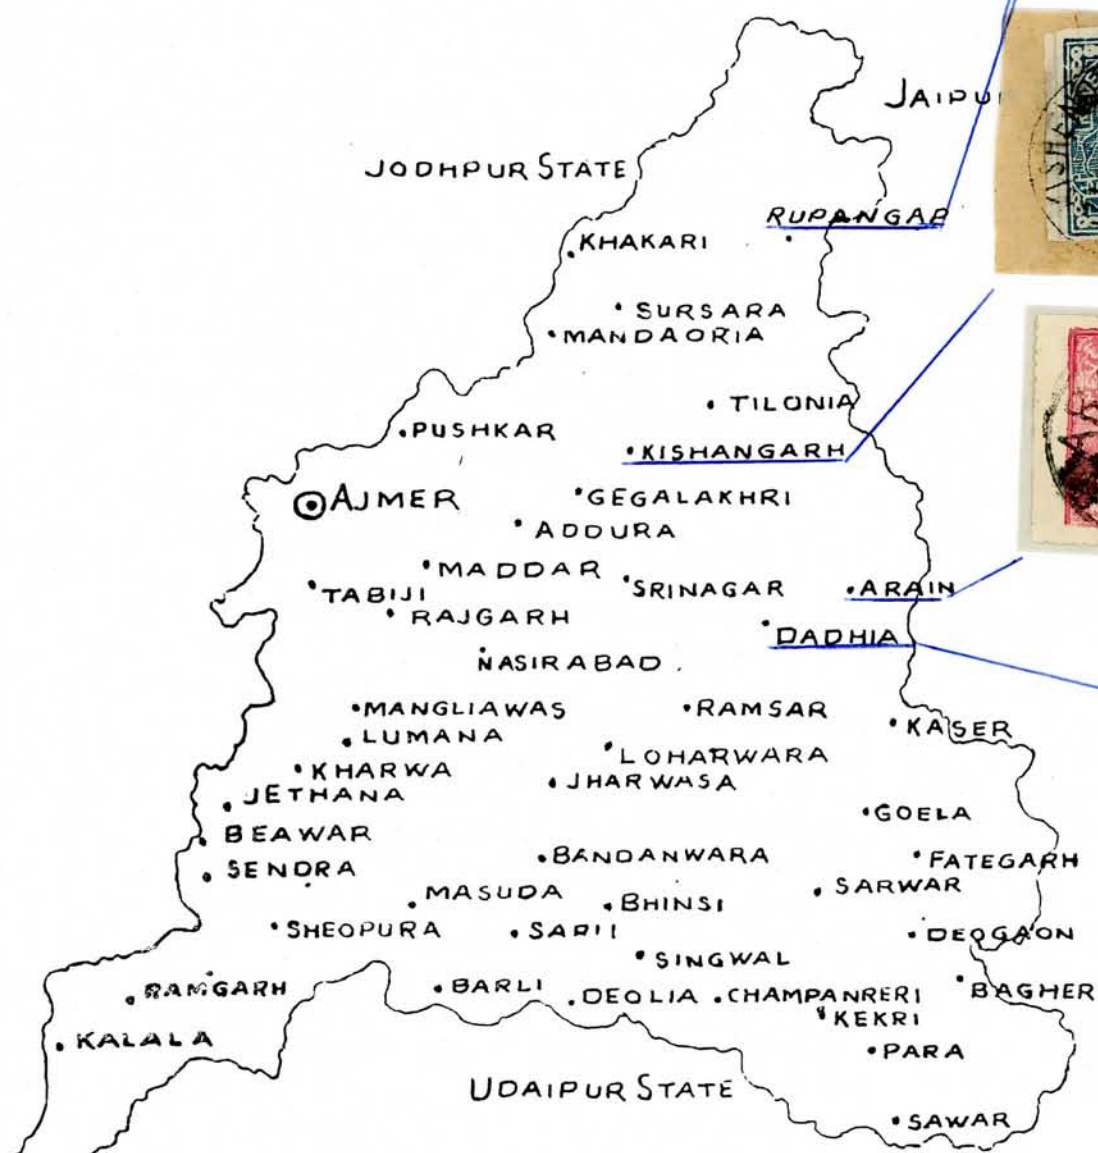 JAIPU
JODHPUR STATE
RUPANGAR
KHAKARI
SURSARA
MANDAORIA
TILONIA
PUSHKAR
KISHANGARH
AJMER
GEGALAKHRI
ADDURA
MADDAR
TABIJI
SRINAGAR
ARAIN
RAJGARH
DADHIA
NASIRABAD
MANGLIAWAS
RAMSAR
KASER
LUMANA
LOHARWARA
KHARWA
JHARWASA
JETHANA
GOELA
BEAWAR
BANDANWARA
FATEGARH
SENDRA
SARWAR
MASUDA
BHINSI
SHEOPURA
DEOGAON
SINGWAL
RAMGARH
BARLI
DEOLIA
CHAMPANRERI
BAGHER
KEKRI
KALALA
PARA
UDAIPUR STATE
SAWAR